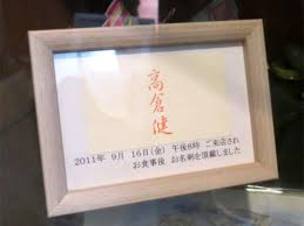 高倉健
2011年 9月 16日(金) 午後6時 ご来店され
お食事後 お名刺を頂戴しました